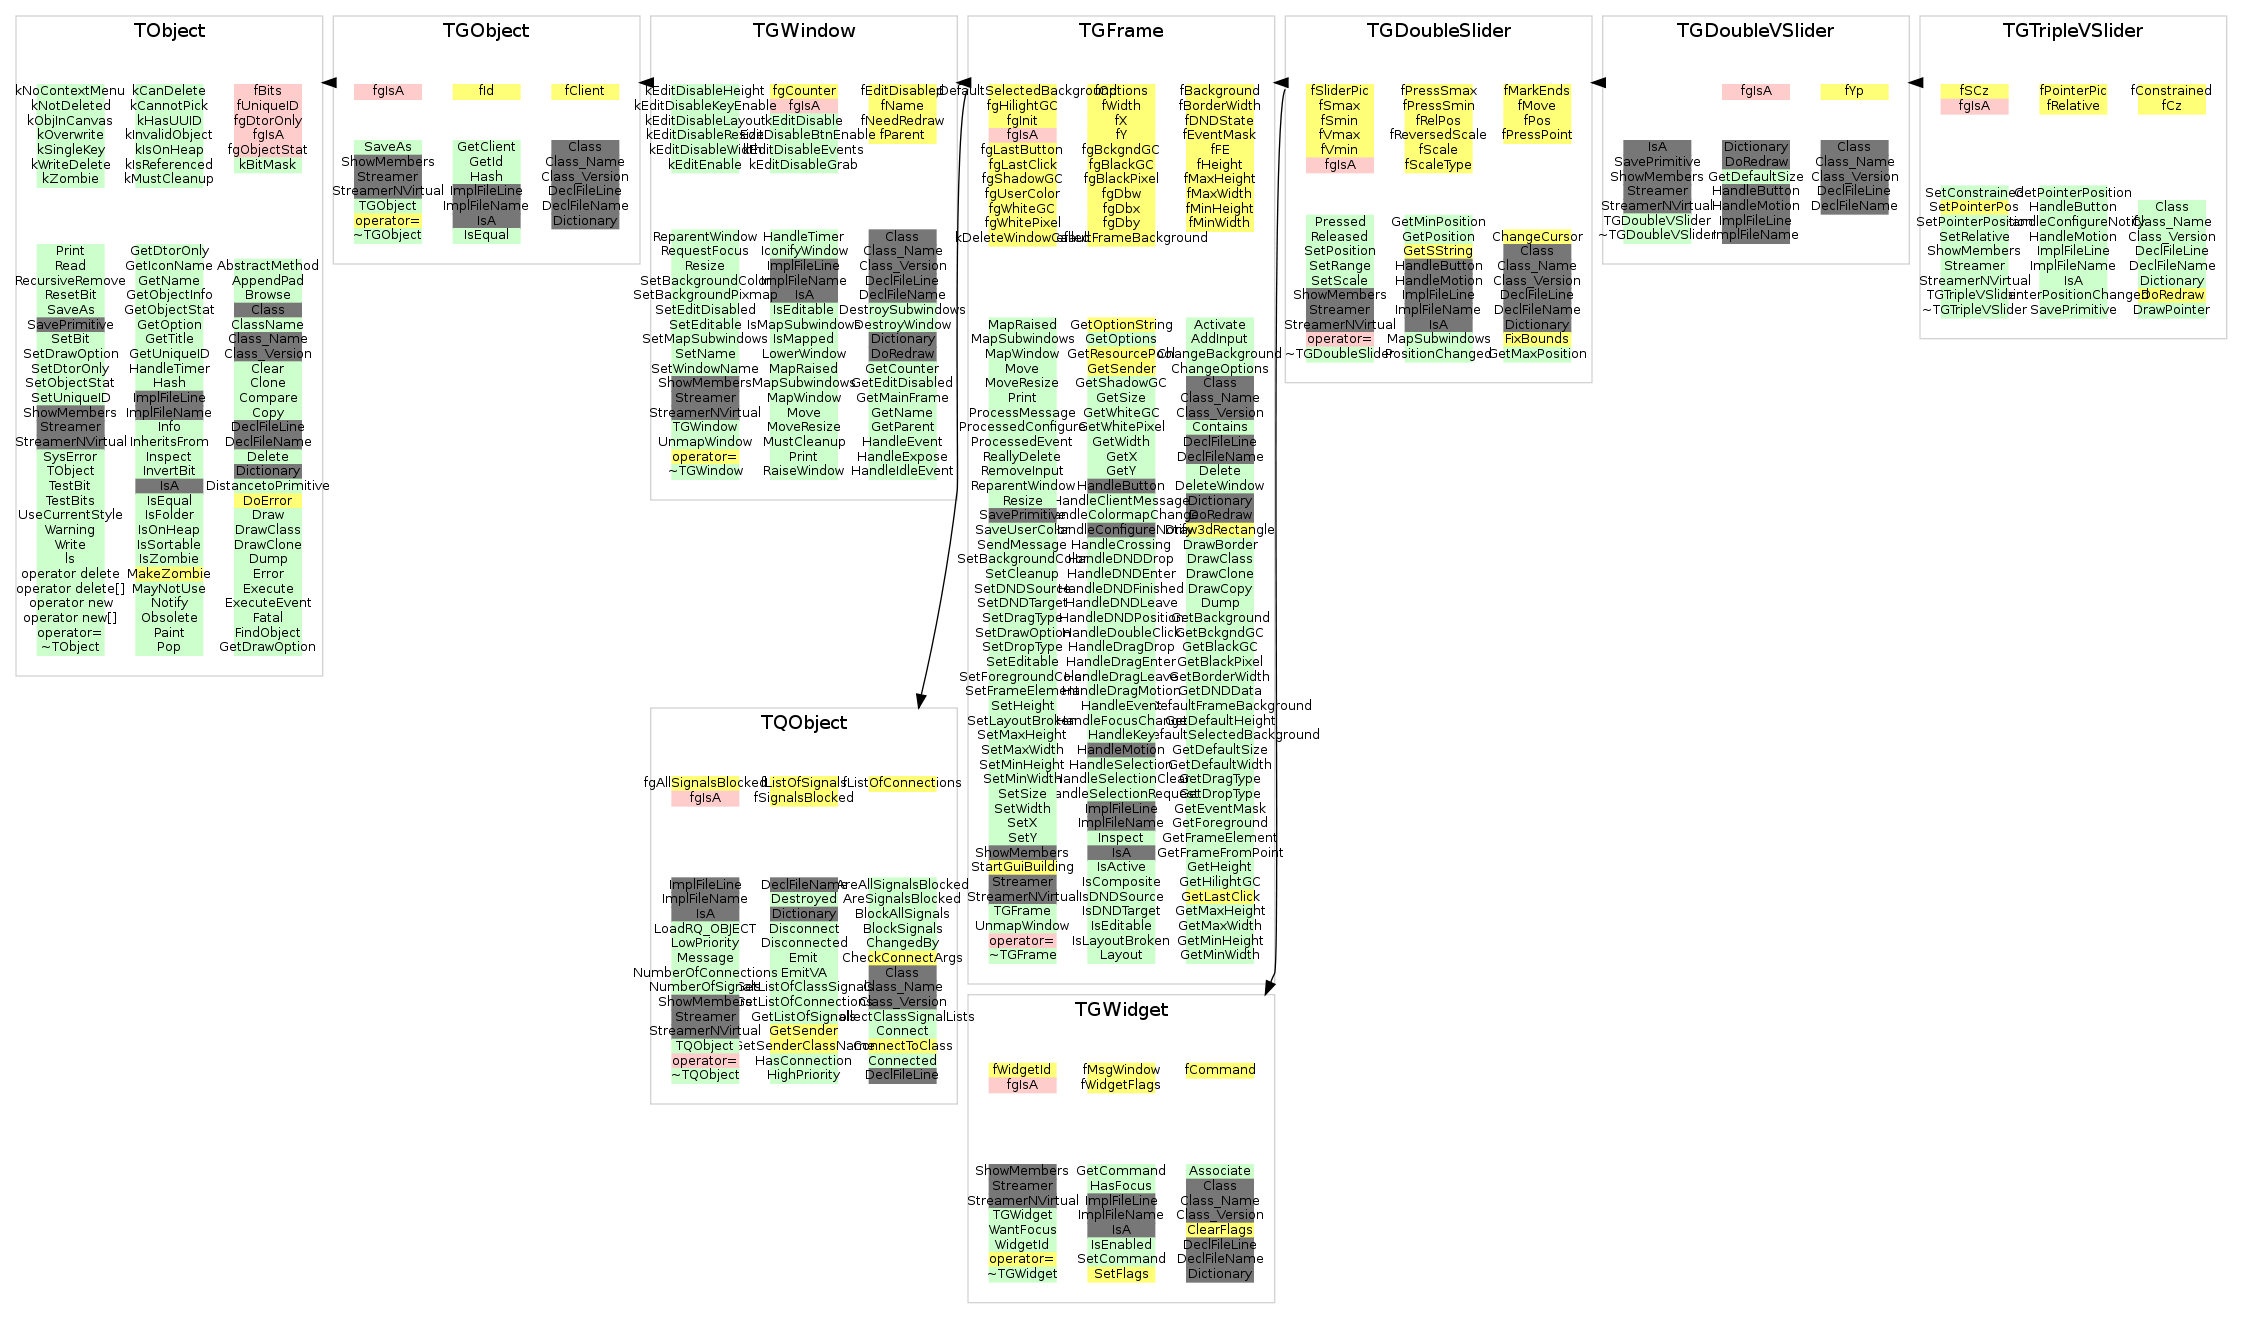 TObject
kNoContextMenu
kNotDeleted
kObjInCanvas
kOverwrite
kSingleKey
kWriteDelete
kZombie
kCanDelete
kCannotPick
kHasUUID
kInvalidObject
kIsOnHeap
kIsReferenced
kMustCleanup
fBits
fUniqueID
fgDtorOnly
fgIsA
fgObjectStat
kBitMask
Print
Read
RecursiveRemove
ResetBit
SaveAs
SavePrimitive
SetBit
SetDrawOption
SetDtorOnly
SetObjectStat
SetUniqueID
ShowMembers
Streamer
StreamerNVirtual
SysError
TObject
TestBit
TestBits
UseCurrentStyle
Warning
Write
ls
operator delete
operator delete[]
operator new
operator new[]
operator=
~TObject
GetDtorOnly
GetIconName
GetName
GetObjectInfo
GetObjectStat
GetOption
GetTitle
GetUniqueID
HandleTimer
Hash
ImplFileLine
ImplFileName
Info
InheritsFrom
Inspect
InvertBit
IsA
IsEqual
IsFolder
IsOnHeap
IsSortable
IsZombie
MakeZombie
MayNotUse
Notify
Obsolete
Paint
Pop
AbstractMethod
AppendPad
Browse
Class
ClassName
Class_Name
Class_Version
Clear
Clone
Compare
Copy
DeclFileLine
DeclFileName
Delete
Dictionary
DistancetoPrimitive
DoError
Draw
DrawClass
DrawClone
Dump
Error
Execute
ExecuteEvent
Fatal
FindObject
GetDrawOption
TGObject
fgIsA
fId
fClient
SaveAs
ShowMembers
Streamer
StreamerNVirtual
TGObject
operator=
~TGObject
GetClient
GetId
Hash
ImplFileLine
ImplFileName
IsA
IsEqual
Class
Class_Name
Class_Version
DeclFileLine
DeclFileName
Dictionary
TGWindow
kEditDisableHeight
kEditDisableKeyEnable
kEditDisableLayout
kEditDisableResize
kEditDisableWidth
kEditEnable
fgCounter
fgIsA
kEditDisable
kEditDisableBtnEnable
kEditDisableEvents
kEditDisableGrab
fEditDisabled
fName
fNeedRedraw
fParent
ReparentWindow
RequestFocus
Resize
SetBackgroundColor
SetBackgroundPixmap
SetEditDisabled
SetEditable
SetMapSubwindows
SetName
SetWindowName
ShowMembers
Streamer
StreamerNVirtual
TGWindow
UnmapWindow
operator=
~TGWindow
HandleTimer
IconifyWindow
ImplFileLine
ImplFileName
IsA
IsEditable
IsMapSubwindows
IsMapped
LowerWindow
MapRaised
MapSubwindows
MapWindow
Move
MoveResize
MustCleanup
Print
RaiseWindow
Class
Class_Name
Class_Version
DeclFileLine
DeclFileName
DestroySubwindows
DestroyWindow
Dictionary
DoRedraw
GetCounter
GetEditDisabled
GetMainFrame
GetName
GetParent
HandleEvent
HandleExpose
HandleIdleEvent
TGFrame
fgHilightGC
fgInit
fgIsA
fgLastButton
fgLastClick
fgShadowGC
fgUserColor
fgWhiteGC
fgWhitePixel
fOptions
fWidth
fX
fY
fgBckgndGC
fgBlackGC
fgBlackPixel
fgDbw
fgDbx
fgDby
fBackground
fBorderWidth
fDNDState
fEventMask
fFE
fHeight
fMaxHeight
fMaxWidth
fMinHeight
fMinWidth
MapRaised
MapSubwindows
MapWindow
Move
MoveResize
Print
ProcessMessage
ProcessedConfigure
ProcessedEvent
ReallyDelete
RemoveInput
ReparentWindow
Resize
SavePrimitive
SaveUserColor
SendMessage
SetBackgroundColor
SetCleanup
SetDNDSource
SetDNDTarget
SetDragType
SetDrawOption
SetDropType
SetEditable
SetForegroundColor
SetFrameElement
SetHeight
SetLayoutBroken
SetMaxHeight
SetMaxWidth
SetMinHeight
SetMinWidth
SetSize
SetWidth
SetX
SetY
ShowMembers
StartGuiBuilding
Streamer
StreamerNVirtual
TGFrame
UnmapWindow
operator=
~TGFrame
GetOptionString
GetOptions
GetResourcePool
GetSender
GetShadowGC
GetSize
GetWhiteGC
GetWhitePixel
GetWidth
GetX
GetY
HandleButton
HandleClientMessage
HandleColormapChange
HandleConfigureNotify
HandleCrossing
HandleDNDDrop
HandleDNDEnter
HandleDNDFinished
HandleDNDLeave
HandleDNDPosition
HandleDoubleClick
HandleDragDrop
HandleDragEnter
HandleDragLeave
HandleDragMotion
HandleEvent
HandleFocusChange
HandleKey
HandleMotion
HandleSelection
HandleSelectionClear
HandleSelectionRequest
ImplFileLine
ImplFileName
Inspect
IsA
IsActive
IsComposite
IsDNDSource
IsDNDTarget
IsEditable
IsLayoutBroken
Layout
Activate
AddInput
ChangeBackground
ChangeOptions
Class
Class_Name
Class_Version
Contains
DeclFileLine
DeclFileName
Delete
DeleteWindow
Dictionary
DoRedraw
Draw3dRectangle
DrawBorder
DrawClass
DrawClone
DrawCopy
Dump
GetBackground
GetBckgndGC
GetBlackGC
GetBlackPixel
GetBorderWidth
GetDNDData
efaultFrameBackground
GetDefaultHeight
efaultSelectedBackground
GetDefaultSize
GetDefaultWidth
GetDragType
GetDropType
GetEventMask
GetForeground
GetFrameElement
GetFrameFromPoint
GetHeight
GetHilightGC
GetLastClick
GetMaxHeight
GetMaxWidth
GetMinHeight
GetMinWidth
TGDoubleSlider
fSliderPic
fSmax
fSmin
fVmax
fVmin
fgIsA
fPressSmax
fPressSmin
fRelPos
fReversedScale
fScale
fScaleType
fMarkEnds
fMove
fPos
fPressPoint
Pressed
Released
SetPosition
SetRange
SetScale
ShowMembers
Streamer
StreamerNVirtual
operator=
~TGDoubleSlider
GetMinPosition
GetPosition
GetSString
HandleButton
HandleMotion
ImplFileLine
ImplFileName
IsA
MapSubwindows
PositionChanged
ChangeCursor
Class
Class_Name
Class_Version
DeclFileLine
DeclFileName
Dictionary
FixBounds
GetMaxPosition
TGDoubleVSlider
fgIsA
fYp
IsA
SavePrimitive
ShowMembers
Streamer
StreamerNVirtual
TGDoubleVSlider
~TGDoubleVSlider
Dictionary
DoRedraw
GetDefaultSize
HandleButton
HandleMotion
ImplFileLine
ImplFileName
Class
Class_Name
Class_Version
DeclFileLine
DeclFileName
TGTripleVSlider
fSCz
fgIsA
fPointerPic
fRelative
fConstrained
fCz
SetConstrained
SetPointerPos
SetPointerPosition
SetRelative
ShowMembers
Streamer
StreamerNVirtual
TGTripleVSlider
~TGTripleVSlider
GetPointerPosition
HandleButton
HandleConfigureNotify
HandleMotion
ImplFileLine
ImplFileName
IsA
interPositionChanged
SavePrimitive
Class
Class_Name
Class_Version
DeclFileLine
DeclFileName
Dictionary
DoRedraw
DrawPointer
TQObject
fgAllSignalsBlocked
fgIsA
fListOfSignals
fSignalsBlocked
fListOfConnections
ImplFileLine
ImplFileName
IsA
LoadRQ_OBJECT
LowPriority
Message
NumberOfConnections
NumberOfSignals
ShowMembers
Streamer
StreamerNVirtual
TQObject
operator=
~TQObject
DeclFileName
Destroyed
Dictionary
Disconnect
Disconnected
Emit
EmitVA
GetListOfClassSignals
GetListOfConnections
GetListOfSignals
GetSender
GetSenderClassName
HasConnection
HighPriority
AreAllSignalsBlocked
AreSignalsBlocked
BlockAllSignals
BlockSignals
ChangedBy
CheckConnectArgs
Class
Class_Name
Class_Version
ollectClassSignalLists
Connect
ConnectToClass
Connected
DeclFileLine
TGWidget
fWidgetId
fgIsA
fMsgWindow
fWidgetFlags
fCommand
ShowMembers
Streamer
StreamerNVirtual
TGWidget
WantFocus
WidgetId
operator=
~TGWidget
GetCommand
HasFocus
ImplFileLine
ImplFileName
IsA
IsEnabled
SetCommand
SetFlags
Associate
Class
Class_Name
Class_Version
ClearFlags
DeclFileLine
DeclFileName
Dictionary